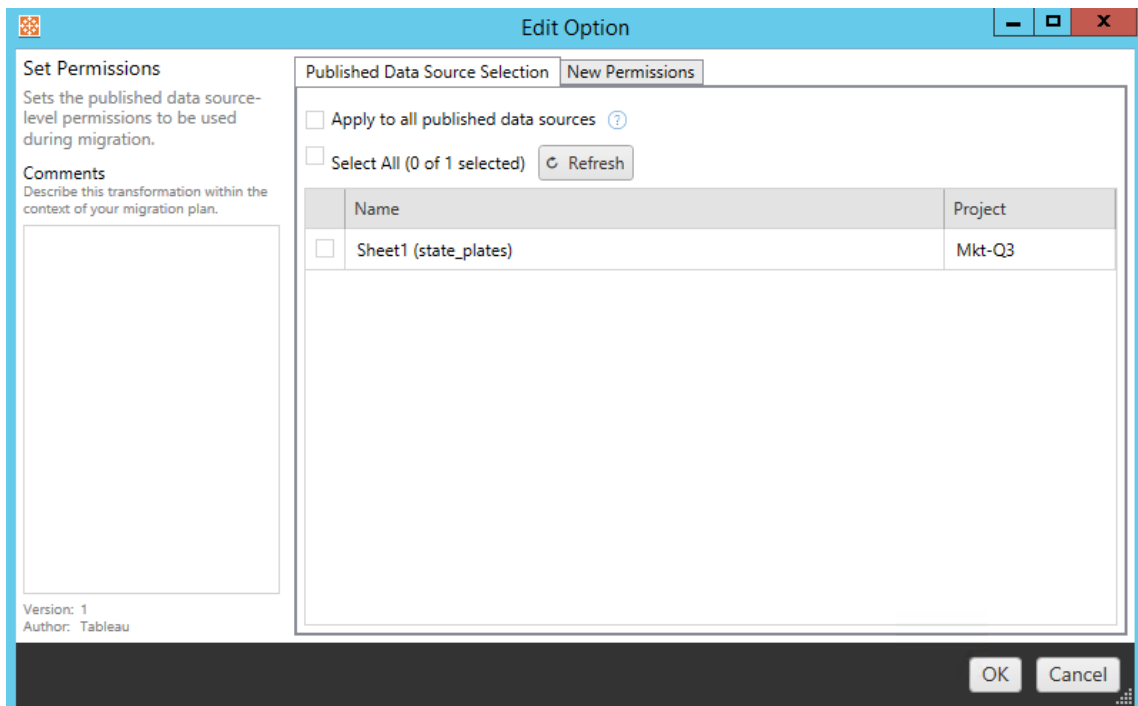 Edit Option
Set Permissions
Sets the published data source-
level permissions to be used
during migration.
Comments
Describe this transformation within the
context of your migration plan.
Version: 1
Author: Tableau
Published Data Source Selection New Permissions
Apply to all published data sources ?
Select All (0 of 1 selected) Refresh
Name Project
Sheet1 (state_plates) Mkt-Q3
OK Cancel